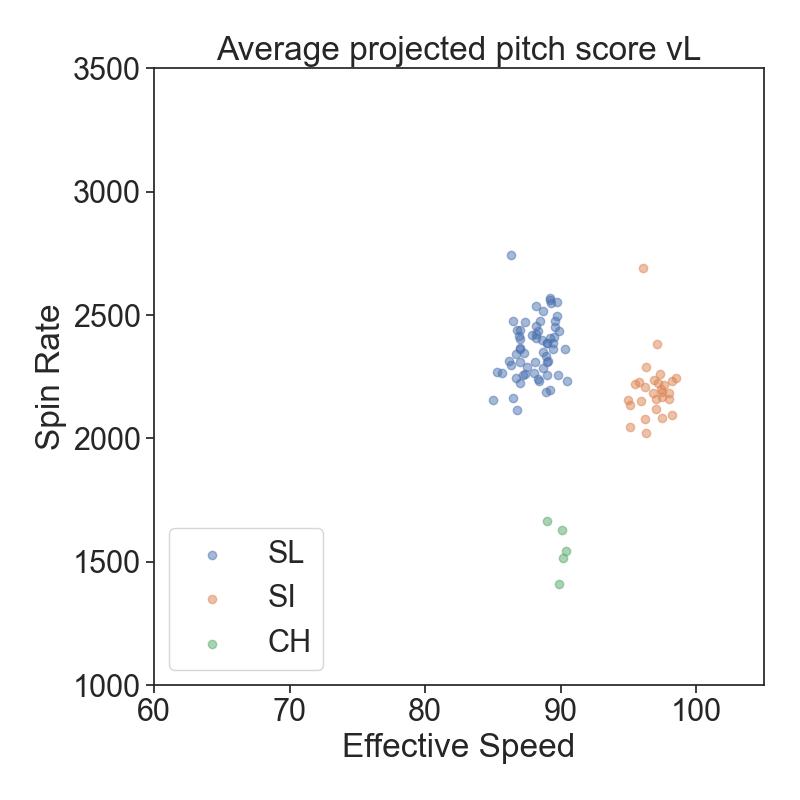 Average projected pitch score vL
3500
3000
2500
2000
1500
1000
Spin Rate
SL
SI
CH
60 70 80 90 100
Effective Speed